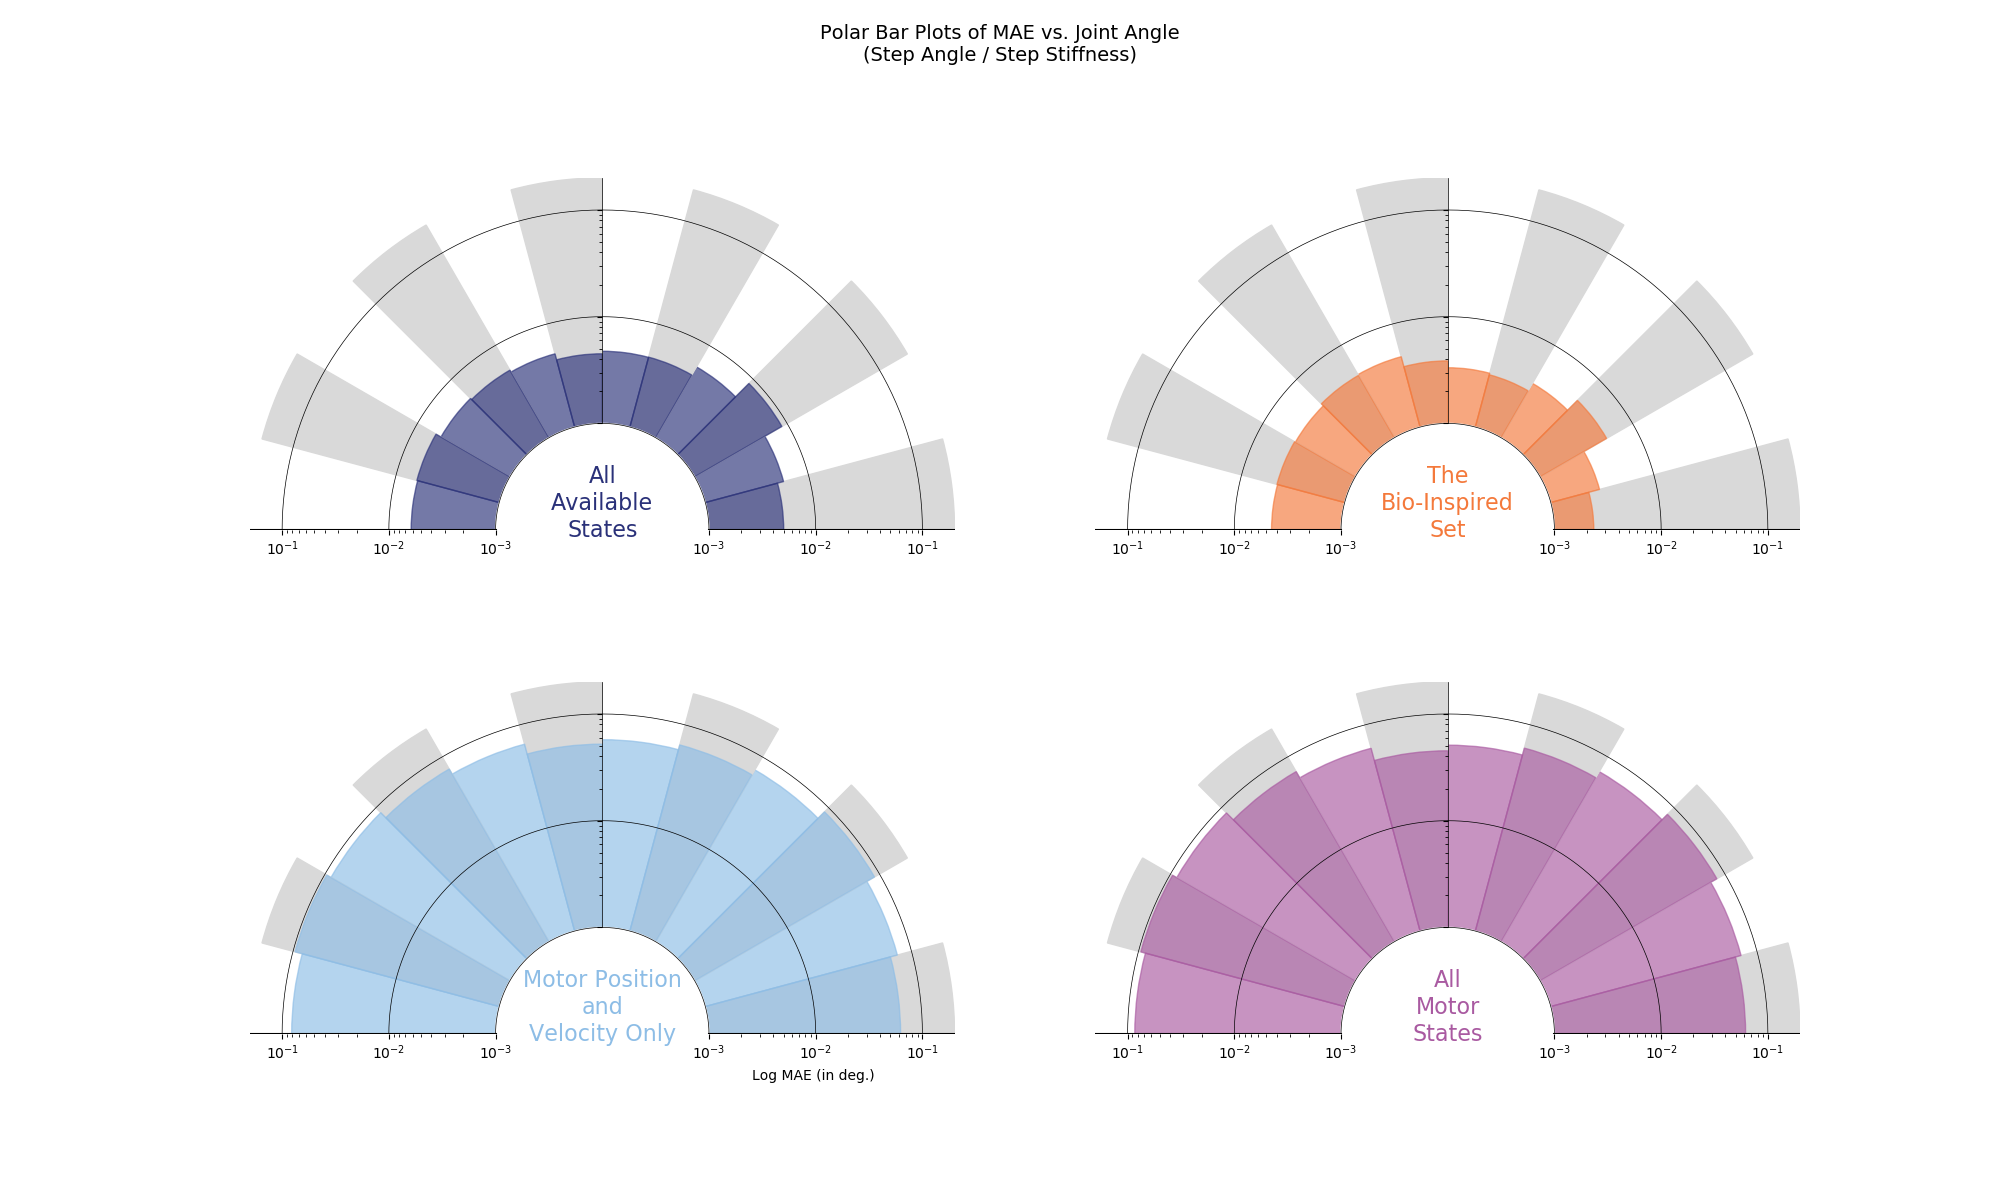 Polar Bar Plots of MAE vs. Joint Angle
(Step Angle / Step Stiffness)
All
Available
States
10⁻¹ 10⁻² 10⁻³ 10⁻³ 10⁻² 10⁻¹
The
Bio-Inspired
Set
10⁻¹ 10⁻² 10⁻³ 10⁻³ 10⁻² 10⁻¹
Motor Position
and
Velocity Only
10⁻¹ 10⁻² 10⁻³ 10⁻³ 10⁻² 10⁻¹
Log MAE (in deg.)
All
Motor
States
10⁻¹ 10⁻² 10⁻³ 10⁻³ 10⁻² 10⁻¹